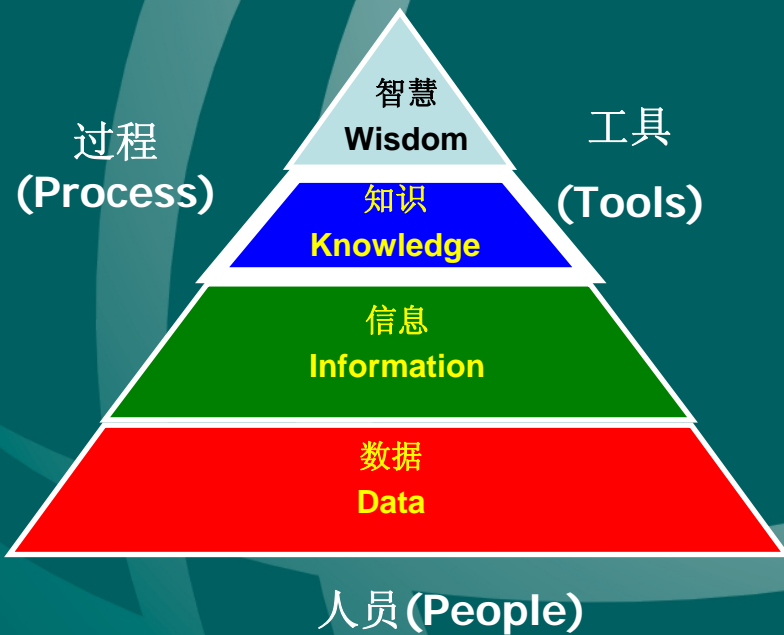 智慧
Wisdom
过程
(Process)
工具
(Tools)
知识
Knowledge
信息
Information
数据
Data
人员(People)